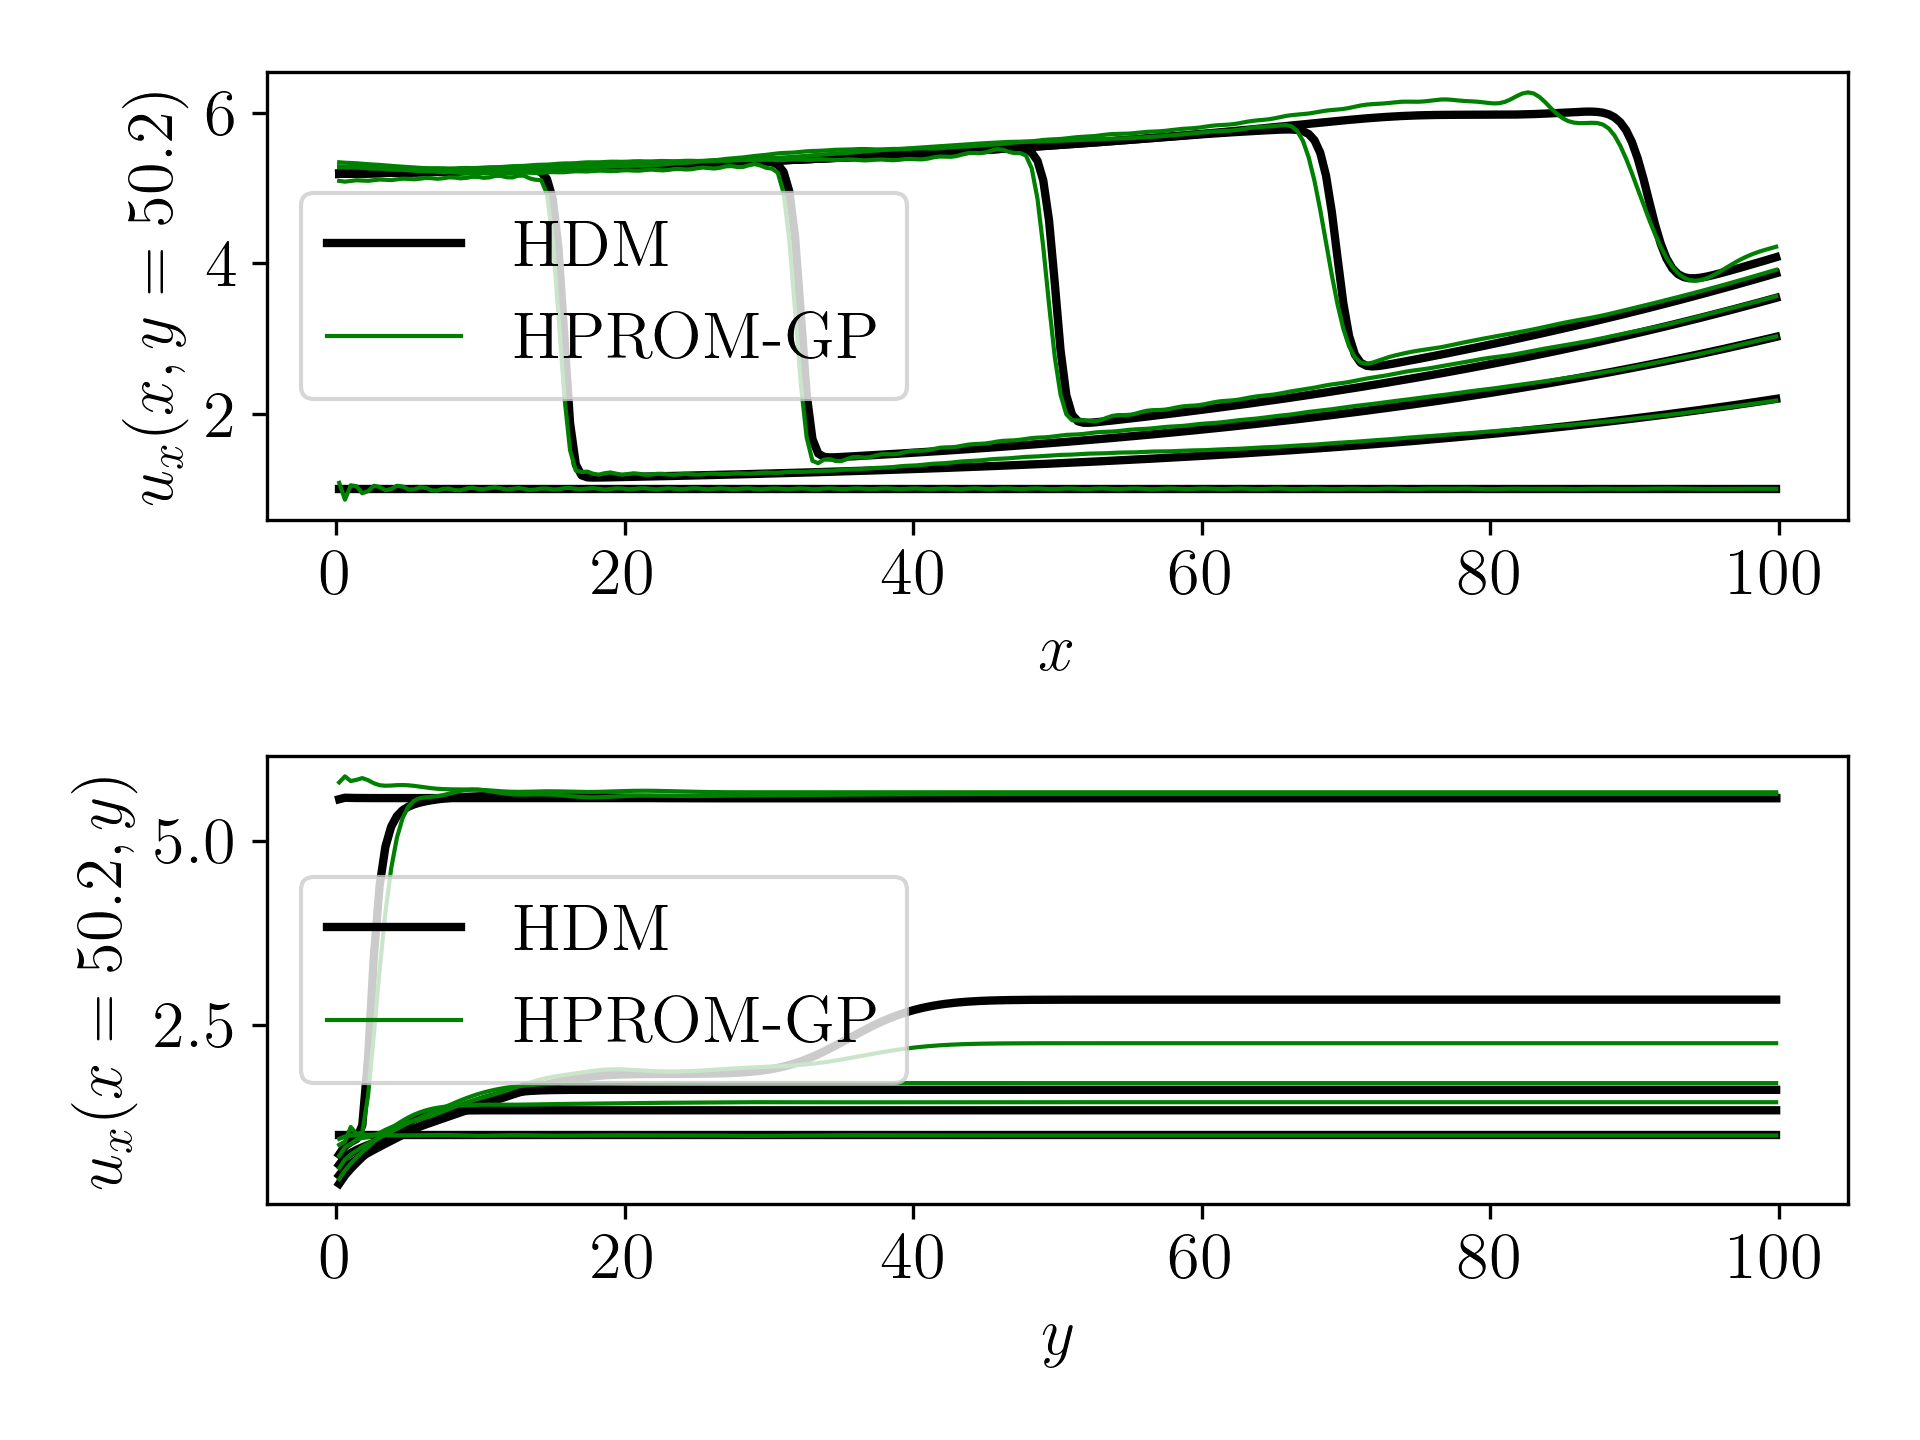 u_x(x, y = 50.2)
6
4
2
HDM
HPROM-GP
0 20 40 60 80 100
x
u_x(x = 50.2, y)
5.0
2.5
HDM
HPROM-GP
0 20 40 60 80 100
y